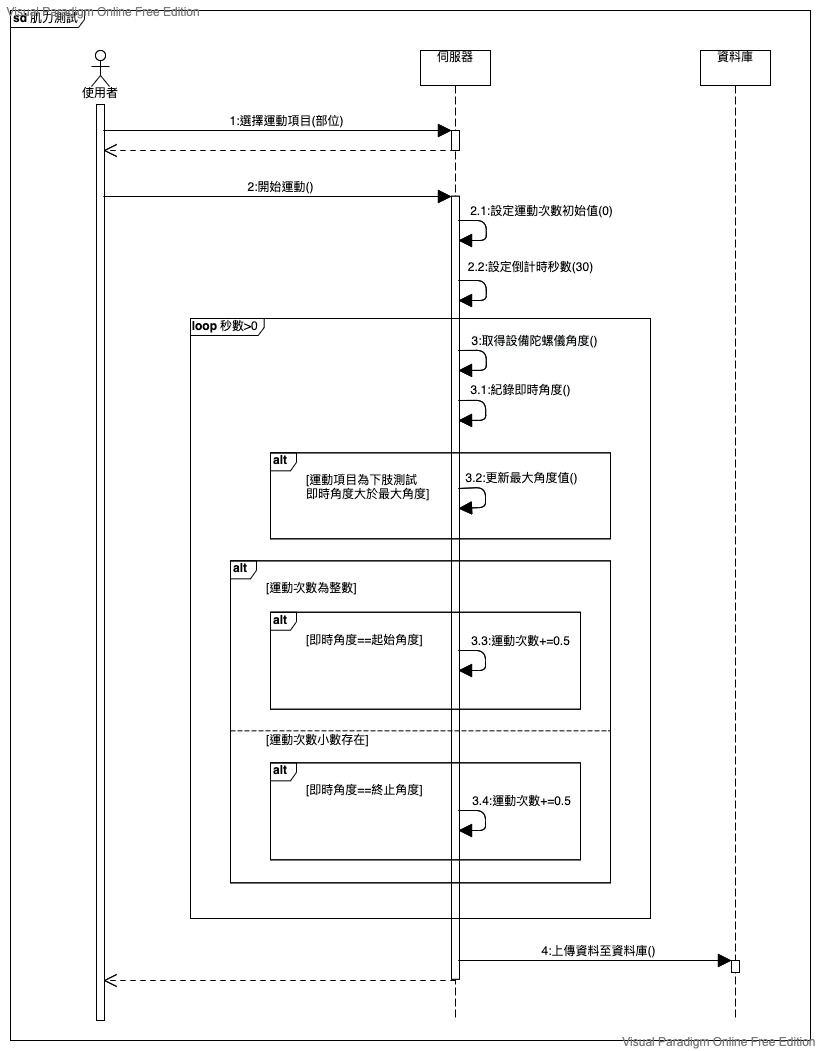 Visual Paradigm Online Free Edition
sd 肌力測試
使用者
伺服器
資料庫
1:選擇運動項目(部位)
2:開始運動()
2.1:設定運動次數初始值(0)
2.2:設定倒計時秒數(30)
loop 秒數>0
3:取得設備陀螺儀角度()
3.1:紀錄即時角度()
alt
[運動項目為下肢測試
即時角度大於最大角度]
3.2:更新最大角度值()
alt
[運動次數為整數]
alt
[即時角度==起始角度]
3.3:運動次數+=0.5
[運動次數小數存在]
alt
[即時角度==終止角度]
3.4:運動次數+=0.5
4:上傳資料至資料庫()
Visual Paradigm Online Free Edition